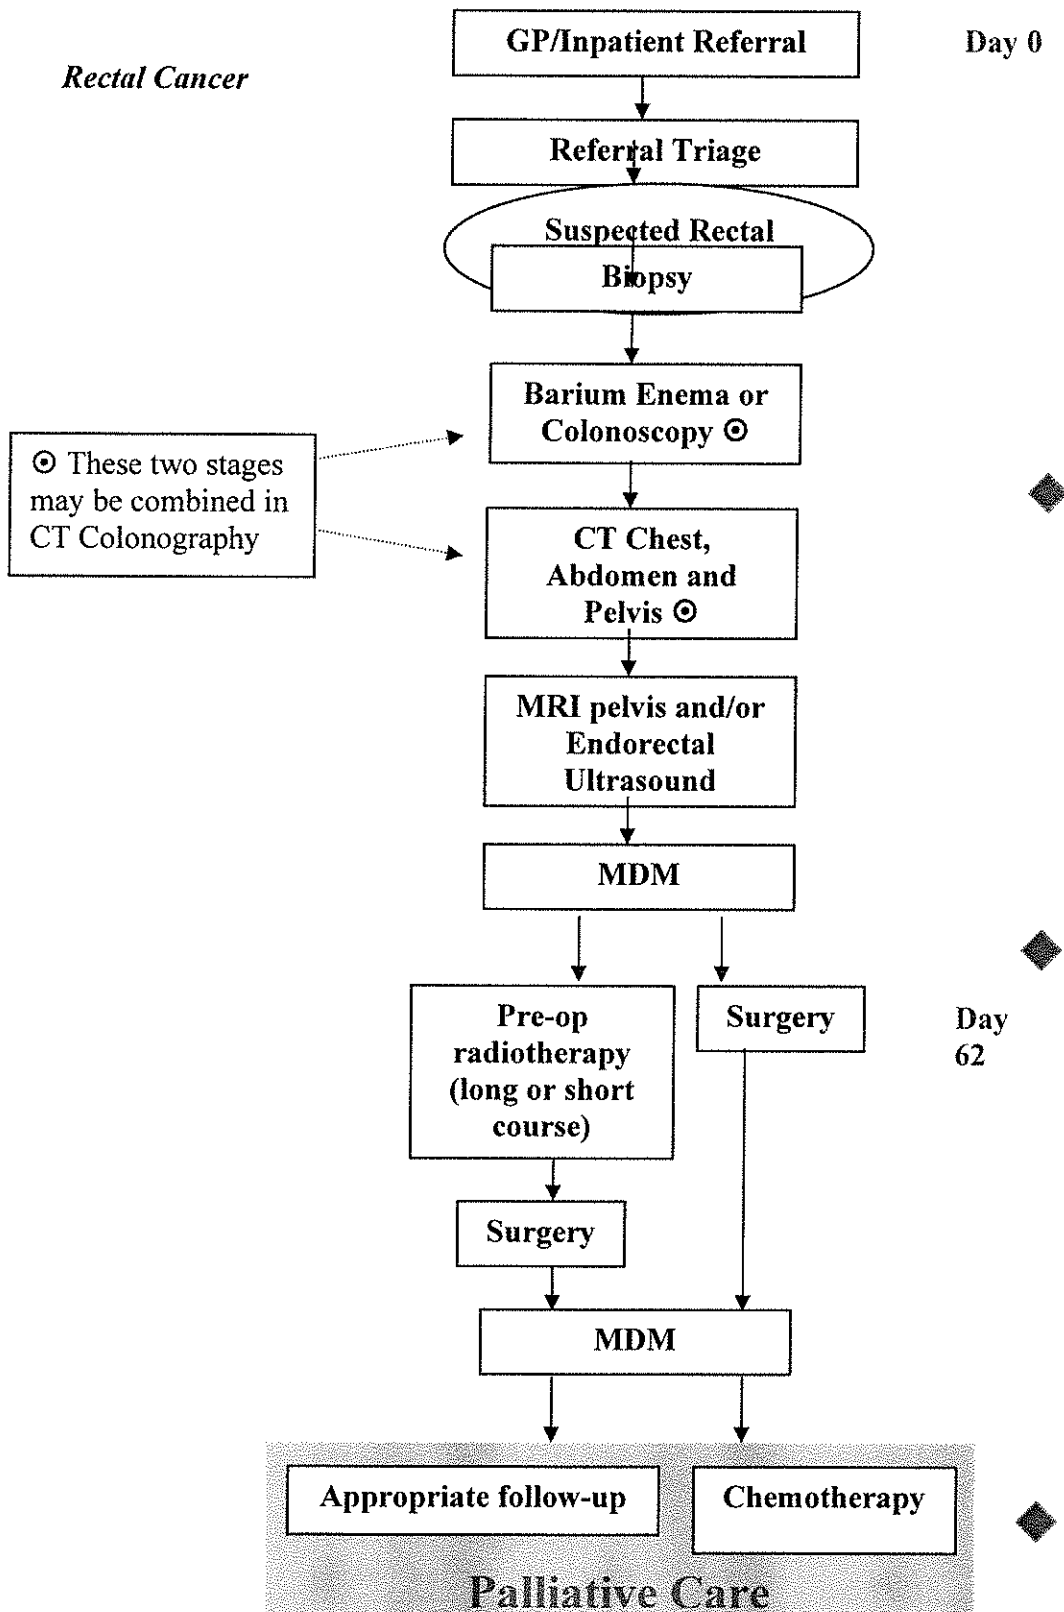 GP/Inpatient Referral
Day 0
Rectal Cancer
Referral Triage
Suspected Rectal
Biopsy
Barium Enema or
Colonoscopy ⊙
⊙ These two stages
may be combined in
CT Colonography
CT Chest,
Abdomen and
Pelvis ⊙
MRI pelvis and/or
Endorectal
Ultrasound
MDM
Pre-op
radiotherapy
(long or short
course)
Surgery
Day
62
Surgery
MDM
Appropriate follow-up
Chemotherapy
Palliative Care